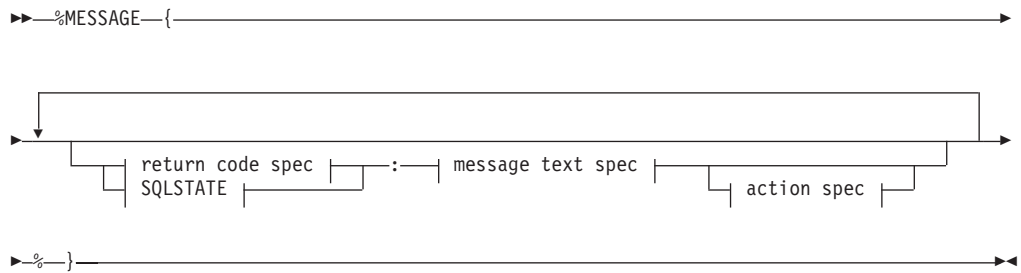 %MESSAGE {
return code spec : message text spec
SQLSTATE action spec
% }